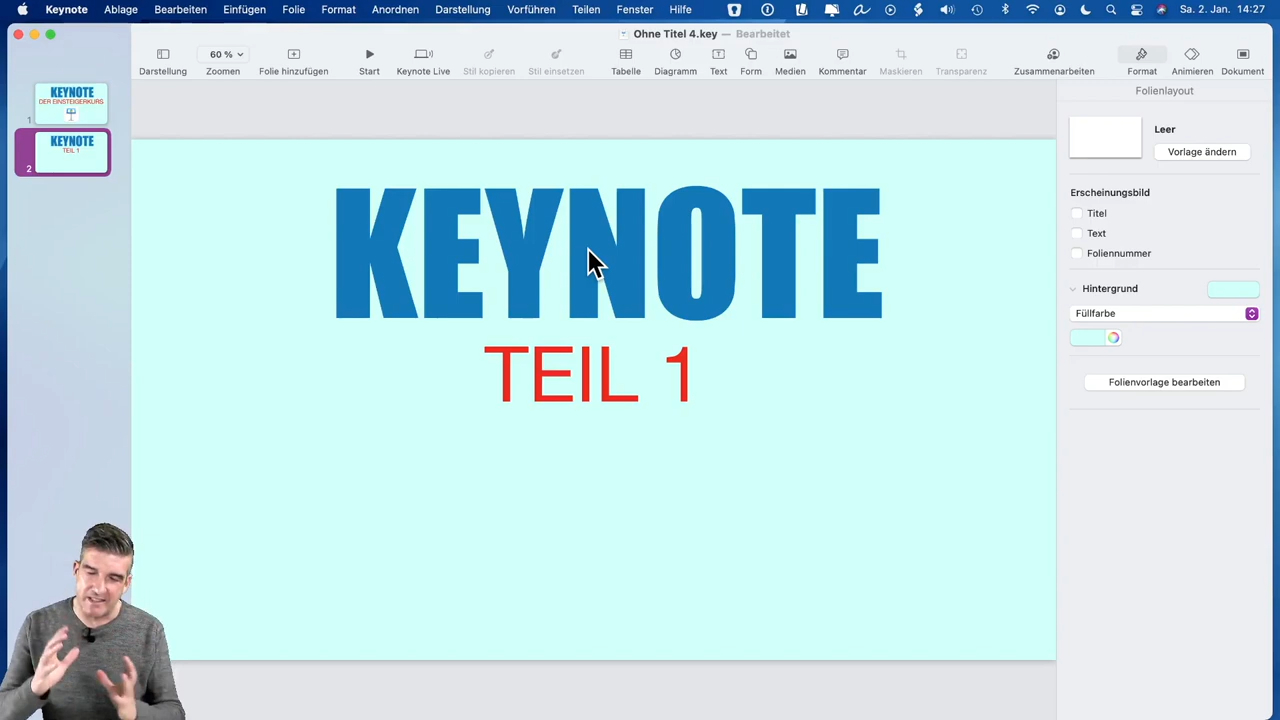 Keynote Ablage Bearbeiten Einfügen Folie Format Anordnen Darstellung Vorführen Teilen Fenster Hilfe Sa. 2. Jan. 14:27
Ohne Titel 4.key — Bearbeitet
60 %
Darstellung Zoomen Folie hinzufügen Start Keynote Live Stil kopieren Stil einsetzen Tabelle Diagramm Text Form Medien Kommentar Maskieren Transparenz Zusammenarbeiten Format Animieren Dokument
KEYNOTE
DER EINSTEIGERKURS
1
KEYNOTE
TEIL 1
2
KEYNOTE
TEIL 1
Folienlayout
Leer
Vorlage ändern
Erscheinungsbild
Titel
Text
Foliennummer
Hintergrund
Füllfarbe
Folienvorlage bearbeiten